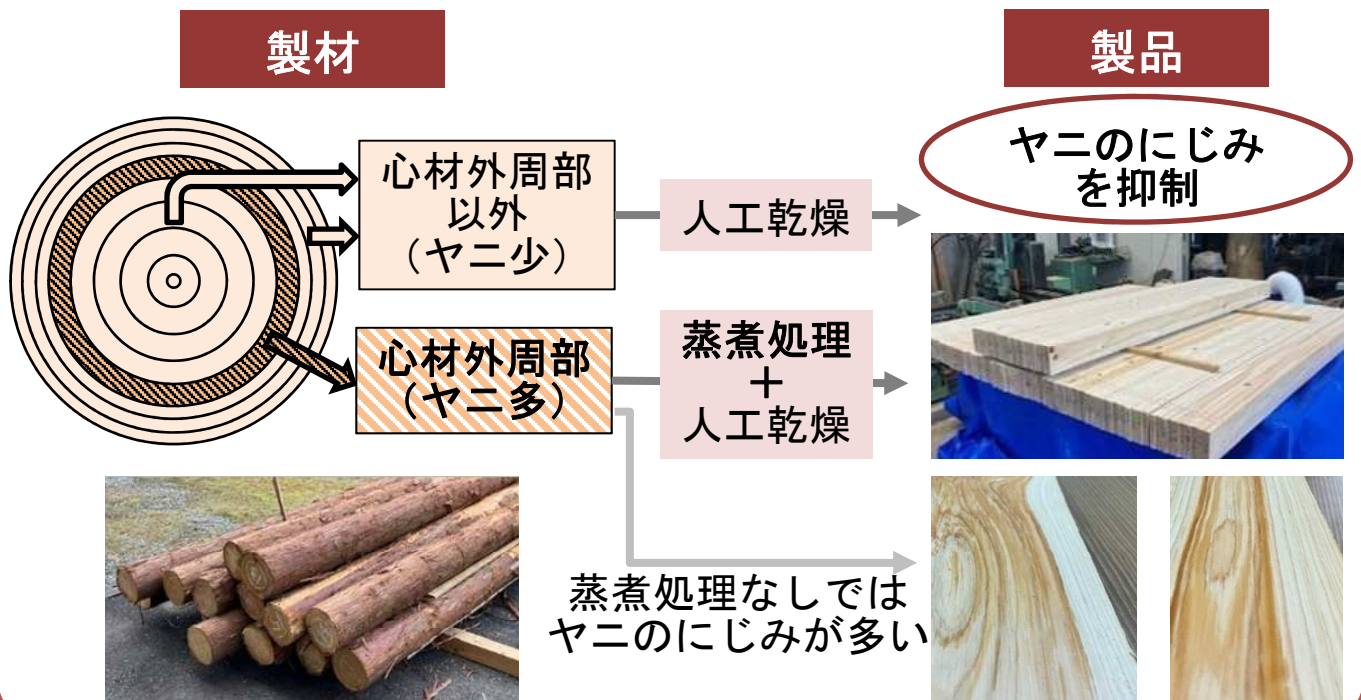 製材
製品
心材外周部
以外
（ヤニ少）
人工乾燥
ヤニのにじみ
を抑制
心材外周部
（ヤニ多）
蒸煮処理
＋
人工乾燥
蒸煮処理なしでは
ヤニのにじみが多い